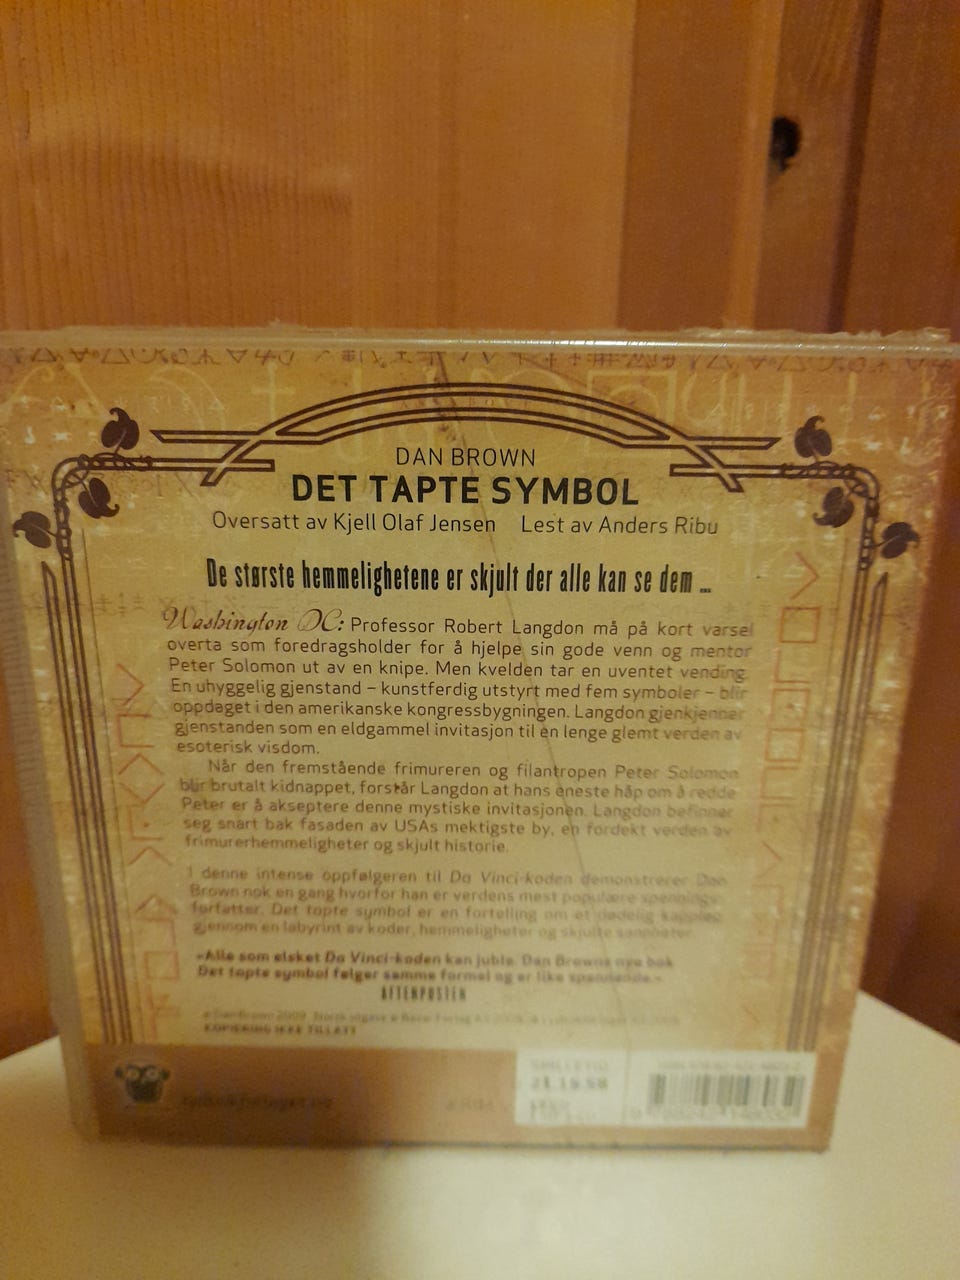 DAN BROWN
DET TAPTE SYMBOL
Oversatt av Kjell Olaf Jensen Lest av Anders Ribu
De største hemmelighetene er skjult der alle kan se dem ...
Washington DC: Professor Robert Langdon må på kort varsel
overta som foredragsholder for å hjelpe sin gode venn og mentor
Peter Solomon ut av en knipe. Men kvelden tar en uventet vending.
En uhyggelig gjenstand – kunstferdig utstyrt med fem symboler – blir
oppdaget i den amerikanske kongressbygningen. Langdon gjenkjenner
gjenstanden som en eldgammel invitasjon til en lenge glemt verden av
esoterisk visdom.
Når den fremstående frimureren og filantropen Peter Solomon
blir brutalt kidnappet, forstår Langdon at hans eneste håp om å redde
Peter er å akseptere denne mystiske invitasjonen. Langdon befinner
seg snart bak fasaden av USAs mektigste by, en fordekt verden av
frimurerhemmeligheter og skjult historie.
I denne intense oppfølgeren til Da Vinci-koden demonstrerer Dan
Brown nok en gang hvorfor han er verdens mest populære spennings-
forfatter. Det tapte symbol er en fortelling om et dødelig kappløp
gjennom en labyrint av koder, hemmeligheter og skjulte sannheter.
«Alle som elsket Da Vinci-koden kan juble. Dan Browns nye bok
Det tapte symbol følger samme formel og er like spennende.»
AFTENPOSTEN
KOPIERING IKKE TILLATT